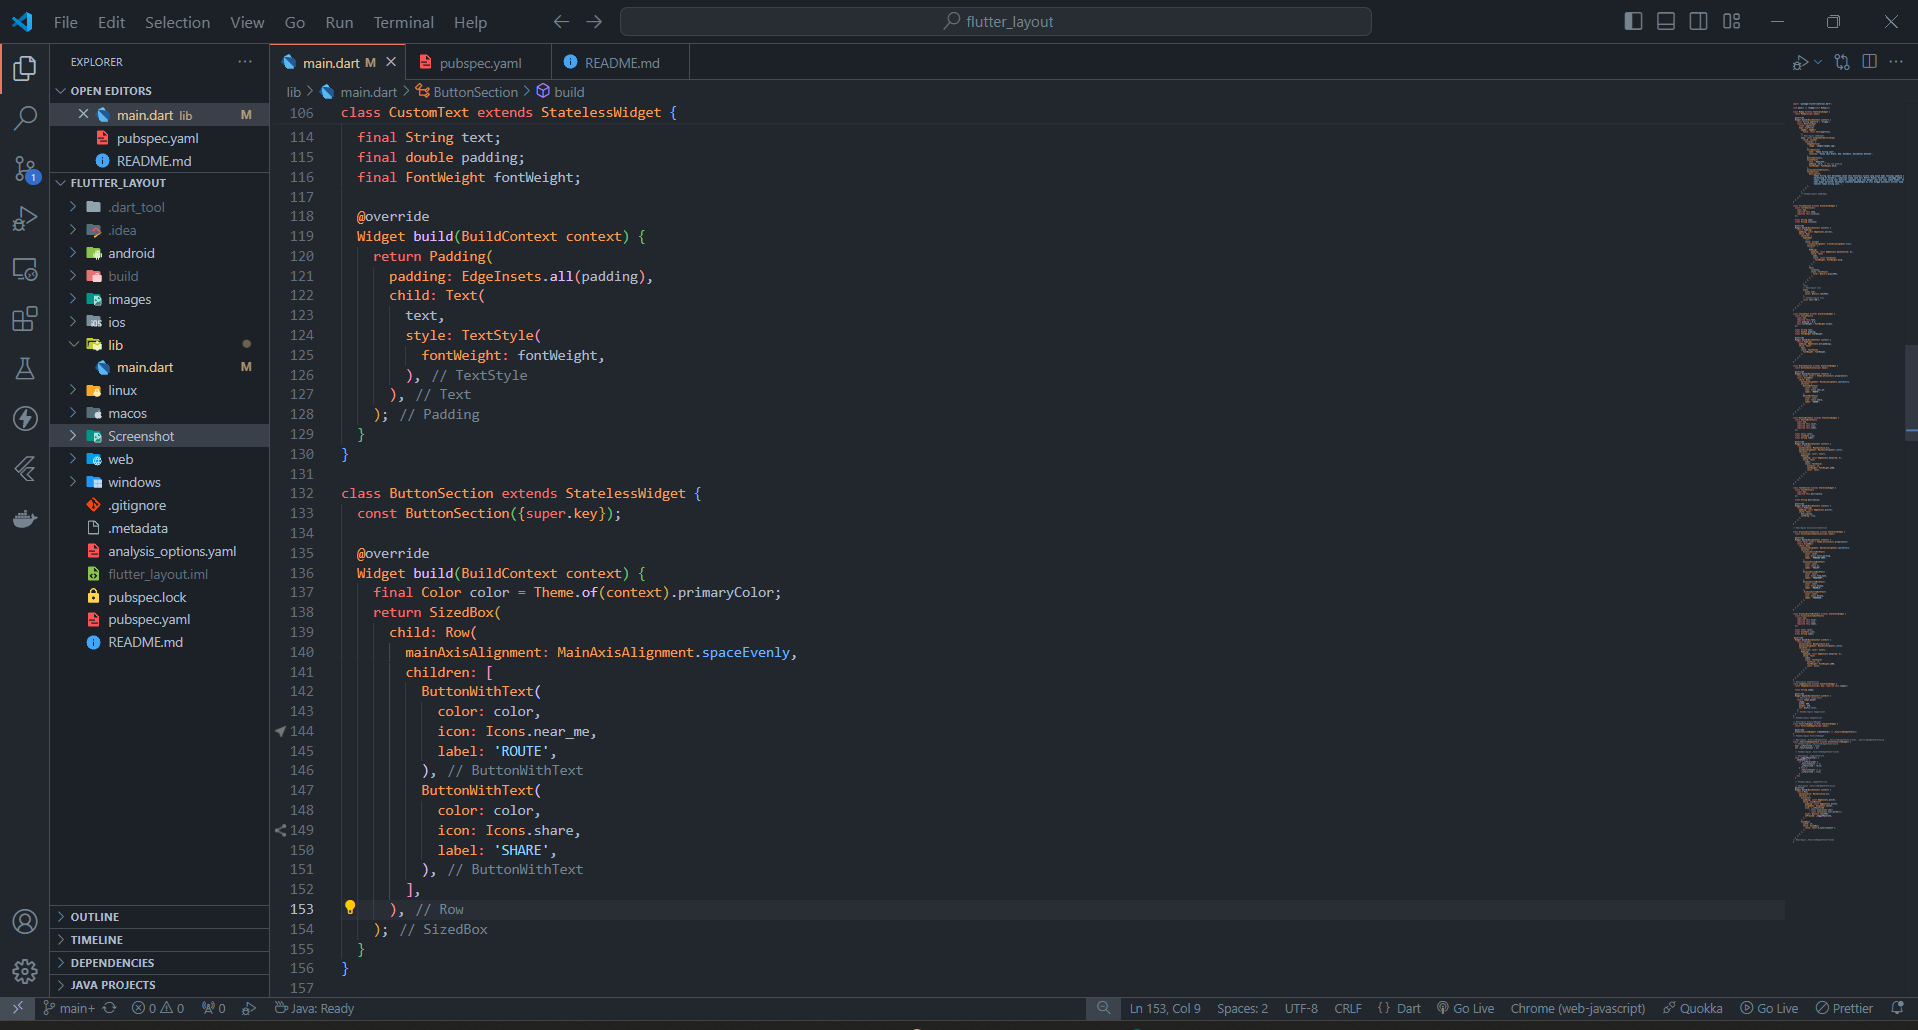 File Edit Selection View Go Run Terminal Help
flutter_layout
EXPLORER
main.dart M
pubspec.yaml
README.md
OPEN EDITORS
main.dart lib M
pubspec.yaml
README.md
FLUTTER_LAYOUT
.dart_tool
.idea
android
build
images
ios
lib
main.dart M
linux
macos
Screenshot
web
windows
.gitignore
.metadata
analysis_options.yaml
flutter_layout.iml
pubspec.lock
pubspec.yaml
README.md
OUTLINE
TIMELINE
DEPENDENCIES
JAVA PROJECTS
1
lib > main.dart > ButtonSection > build
106 class CustomText extends StatelessWidget {
114 final String text;
115 final double padding;
116 final FontWeight fontWeight;
117
118 @override
119 Widget build(BuildContext context) {
120 return Padding(
121 padding: EdgeInsets.all(padding),
122 child: Text(
123 text,
124 style: TextStyle(
125 fontWeight: fontWeight,
126 ), // TextStyle
127 ), // Text
128 ); // Padding
129 }
130 }
131
132 class ButtonSection extends StatelessWidget {
133 const ButtonSection({super.key});
134
135 @override
136 Widget build(BuildContext context) {
137 final Color color = Theme.of(context).primaryColor;
138 return SizedBox(
139 child: Row(
140 mainAxisAlignment: MainAxisAlignment.spaceEvenly,
141 children: [
142 ButtonWithText(
143 color: color,
144 icon: Icons.near_me,
145 label: 'ROUTE',
146 ), // ButtonWithText
147 ButtonWithText(
148 color: color,
149 icon: Icons.share,
150 label: 'SHARE',
151 ), // ButtonWithText
152 ],
153 ), // Row
154 ); // SizedBox
155 }
156 }
157
main+ 0 0 0 Java: Ready Ln 153, Col 9 Spaces: 2 UTF-8 CRLF {} Dart Go Live Chrome (web-javascript) Quokka Go Live Prettier